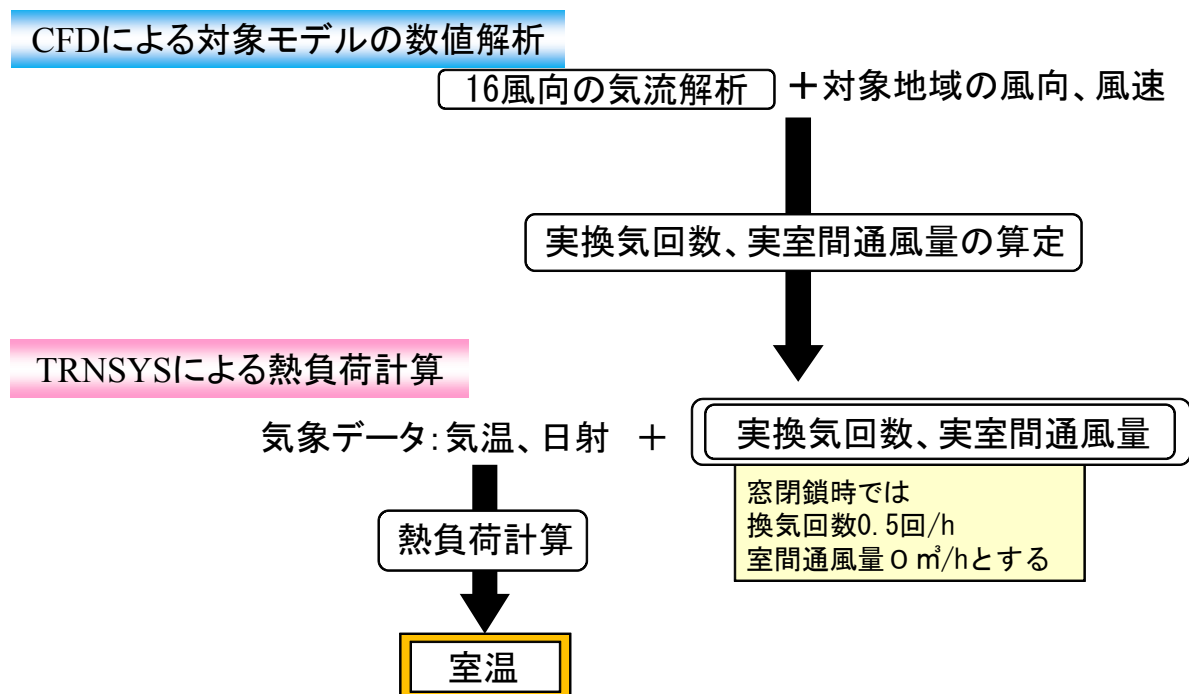 CFDによる対象モデルの数値解析
16風向の気流解析 ＋対象地域の風向、風速
実換気回数、実室間通風量の算定
TRNSYSによる熱負荷計算
気象データ:気温、日射 ＋ 実換気回数、実室間通風量
窓閉鎖時では
換気回数0.5回/h
室間通風量０㎥/hとする
熱負荷計算
室温